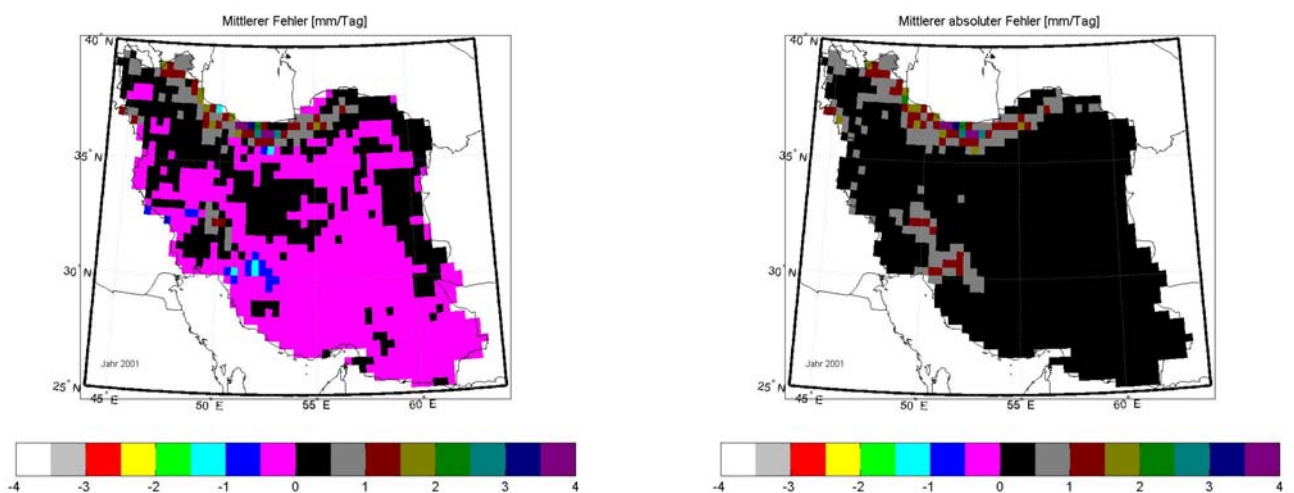 Mittlerer Fehler [mm/Tag]
40° N
35° N
30° N
25° N
45° E
50° E
55° E
60° E
Jahr 2001
-4 -3 -2 -1 0 1 2 3 4
Mittlerer absoluter Fehler [mm/Tag]
40° N
35° N
30° N
25° N
45° E
50° E
55° E
60° E
Jahr 2001
-4 -3 -2 -1 0 1 2 3 4